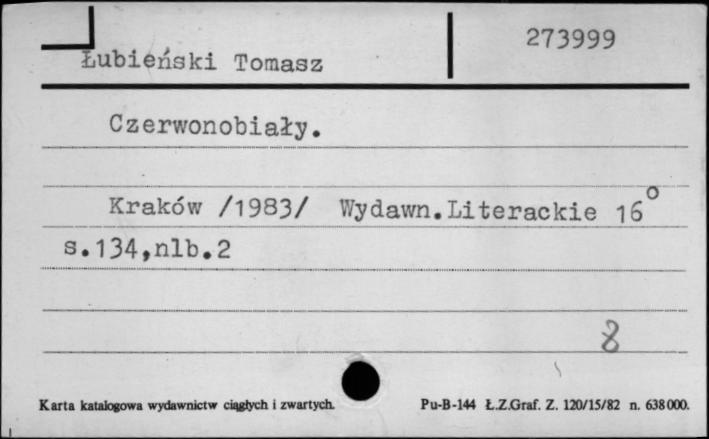 273999
Łubieński Tomasz
Czerwonobiały.
Kraków /1983/ Wydawn.Literackie 16°
s.134,nlb.2
8
Karta katalogowa wydawnictw ciągłych i zwartych. Pu-B-144 Ł.Z.Graf. Z. 120/15/82 n. 638000.